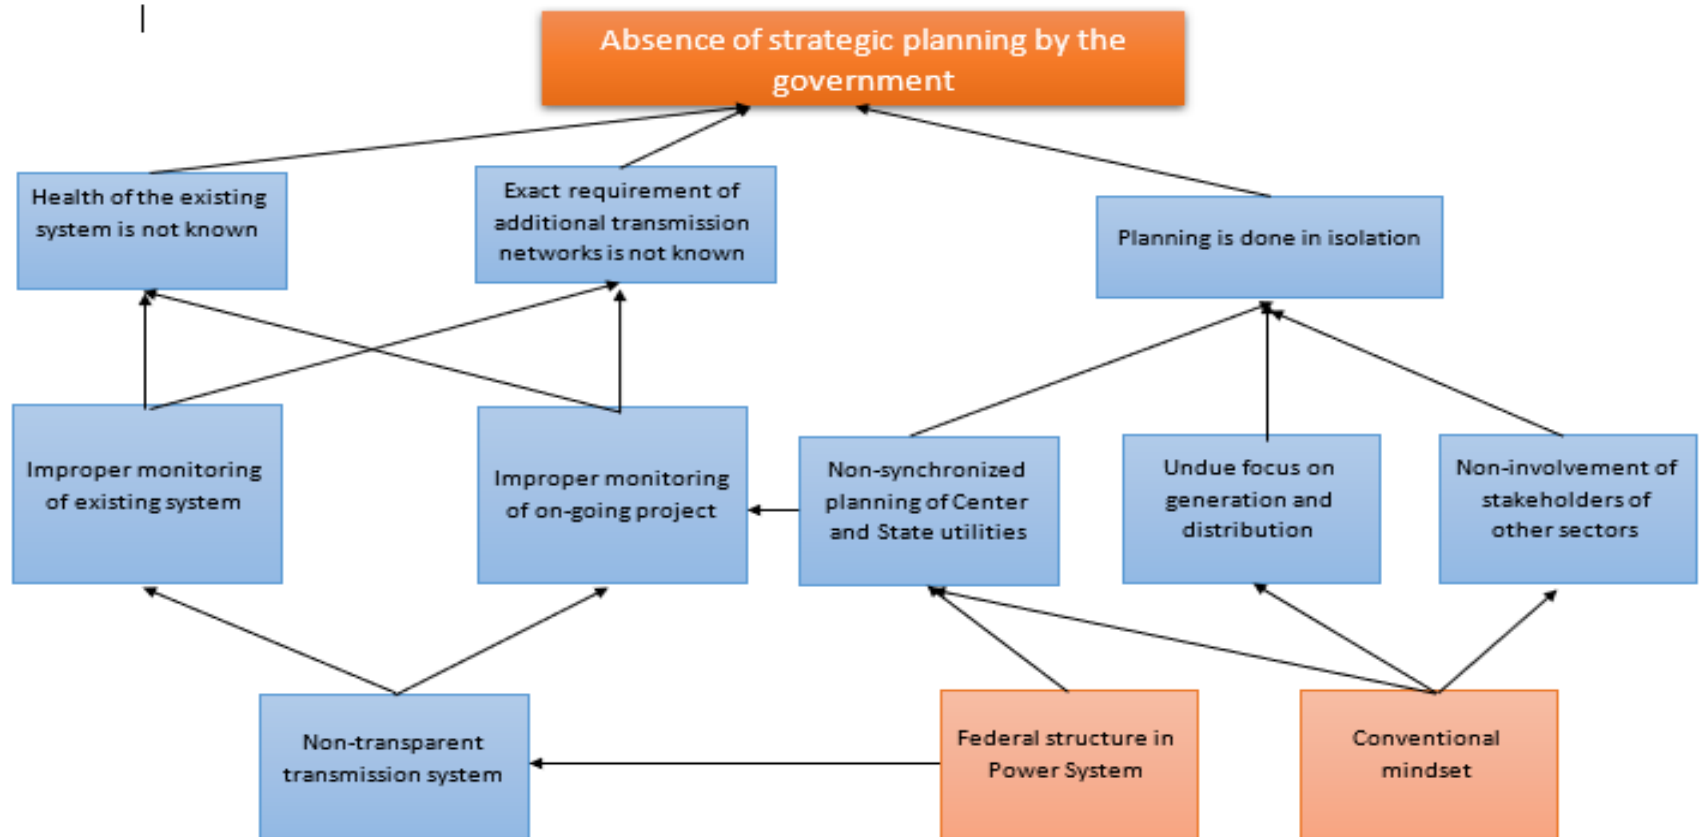 Absence of strategic planning by the
government
Health of the existing
system is not known
Exact requirement of
additional transmission
networks is not known
Planning is done in isolation
Improper monitoring
of existing system
Improper monitoring
of on-going project
Non-synchronized
planning of Center
and State utilities
Undue focus on
generation and
distribution
Non-involvement of
stakeholders of
other sectors
Non-transparent
transmission system
Federal structure in
Power System
Conventional
mindset